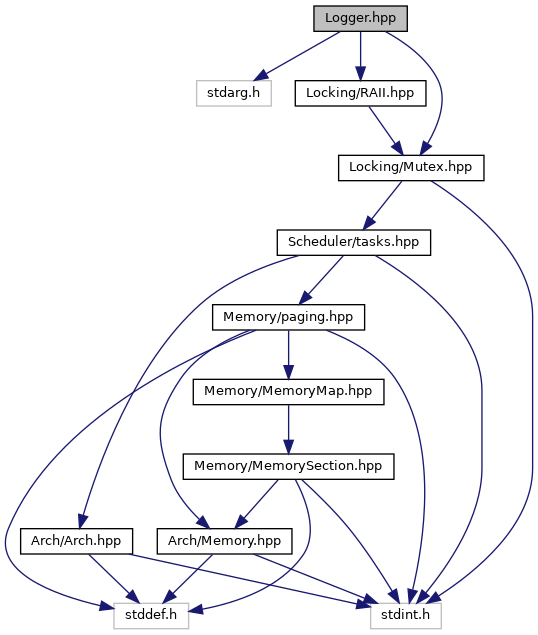 Logger.hpp
stdarg.h
Locking/RAII.hpp
Locking/Mutex.hpp
Scheduler/tasks.hpp
Memory/paging.hpp
Memory/MemoryMap.hpp
Memory/MemorySection.hpp
Arch/Arch.hpp
Arch/Memory.hpp
stddef.h
stdint.h